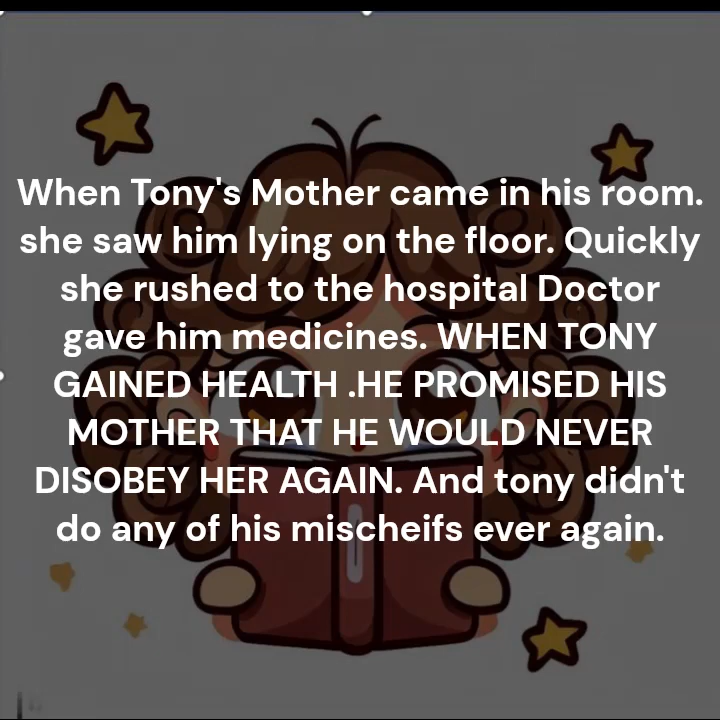 When Tony's Mother came in his room.
she saw him lying on the floor. Quickly
she rushed to the hospital Doctor
gave him medicines. WHEN TONY
GAINED HEALTH .HE PROMISED HIS
MOTHER THAT HE WOULD NEVER
DISOBEY HER AGAIN. And tony didn't
do any of his mischeifs ever again.